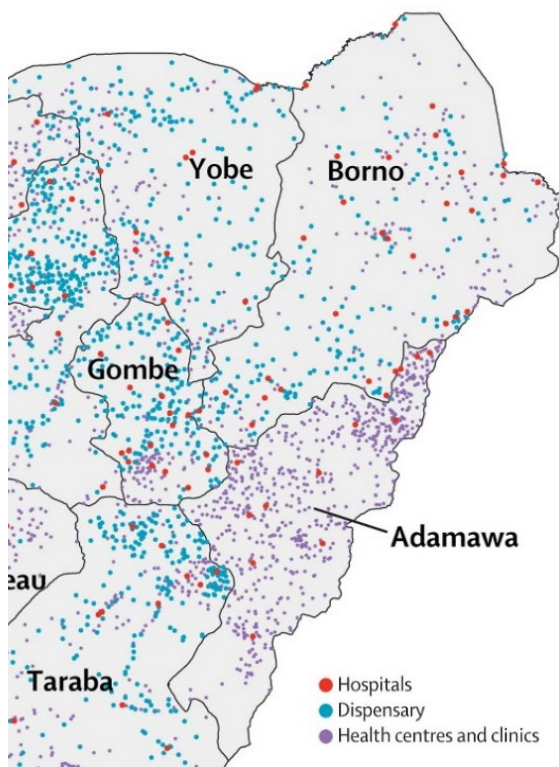 Yobe
Borno
Gombe
Adamawa
eau
Taraba
Hospitals
Dispensary
Health centres and clinics